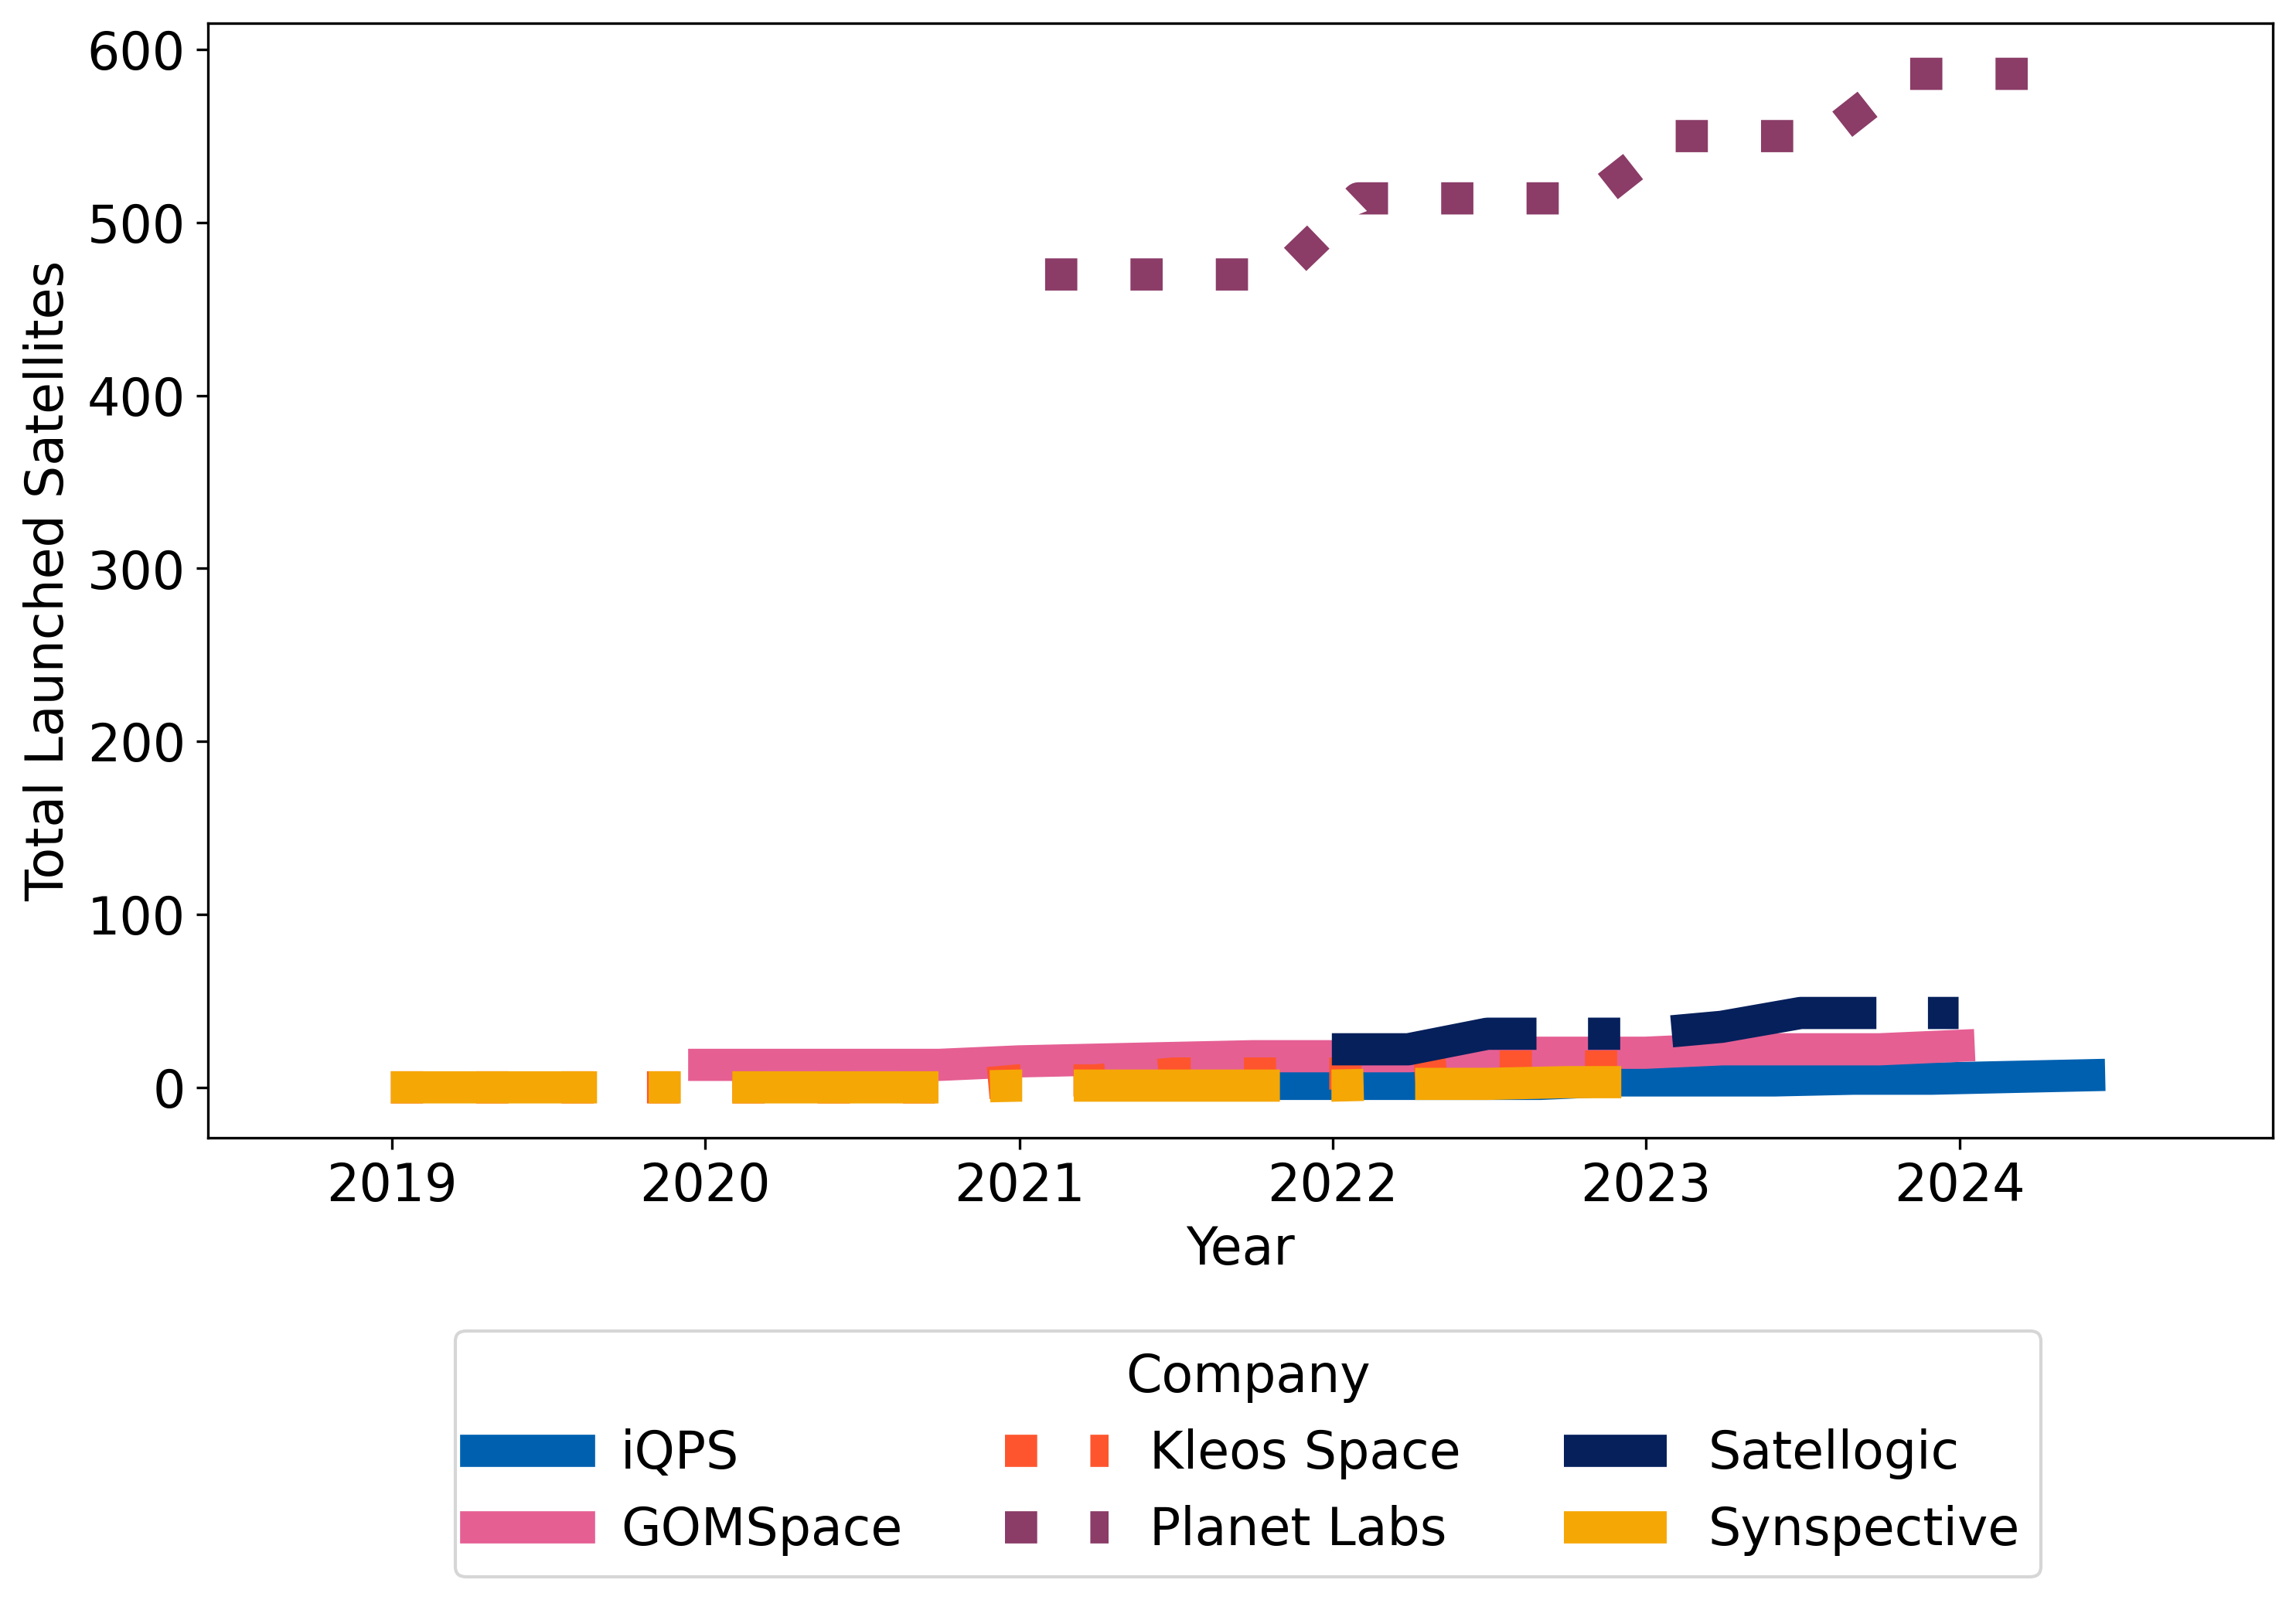 600
500
400
300
200
100
0
Total Launched Satellites
2019 2020 2021 2022 2023 2024
Year
Company
iQPS Kleos Space Satellogic
GOMSpace Planet Labs Synspective